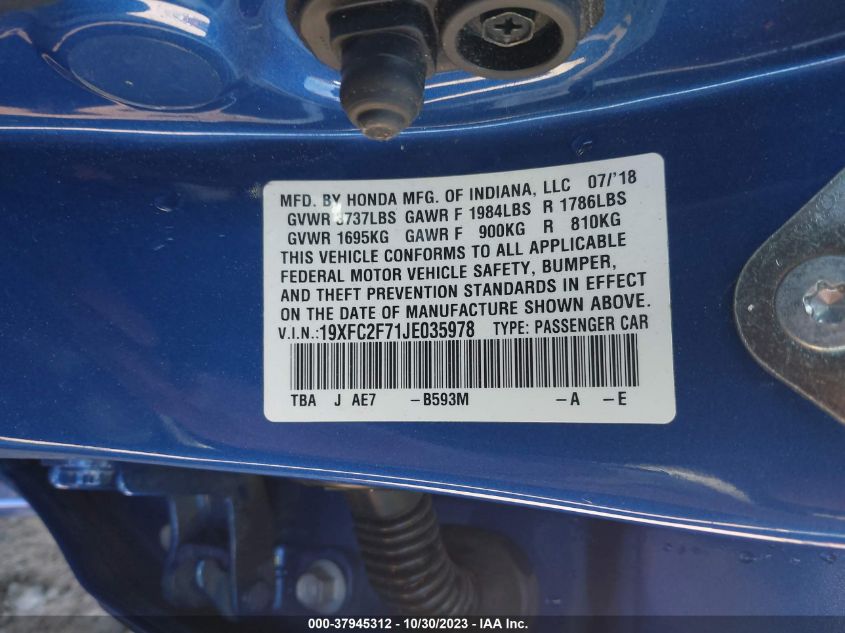 MFD. BY HONDA MFG. OF INDIANA, LLC 07/'18
GVWR 3737LBS GAWR F 1984LBS R 1786LBS
GVWR 1695KG GAWR F 900KG R 810KG
THIS VEHICLE CONFORMS TO ALL APPLICABLE
FEDERAL MOTOR VEHICLE SAFETY, BUMPER,
AND THEFT PREVENTION STANDARDS IN EFFECT
ON THE DATE OF MANUFACTURE SHOWN ABOVE.
V.I.N.:19XFC2F71JE035978 TYPE: PASSENGER CAR
TBA J AE7 -B593M -A -E
000-37945312 / 10/30/2023 - IAA Inc.